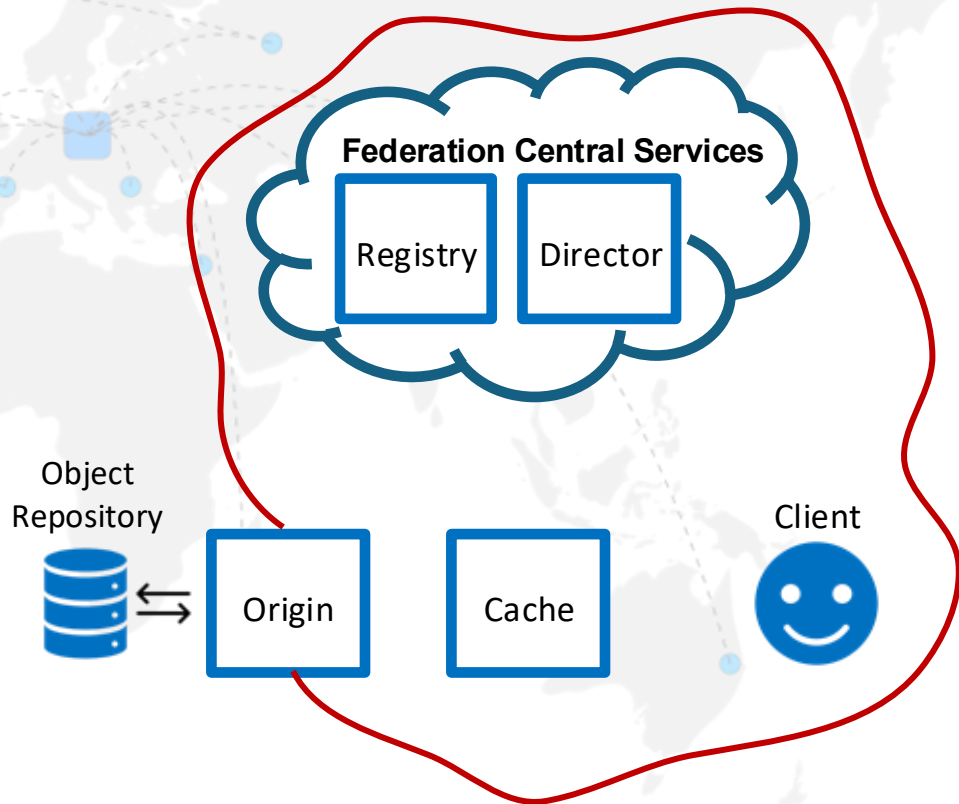 Federation Central Services
Registry
Director
Object
Repository
Client
Origin
Cache